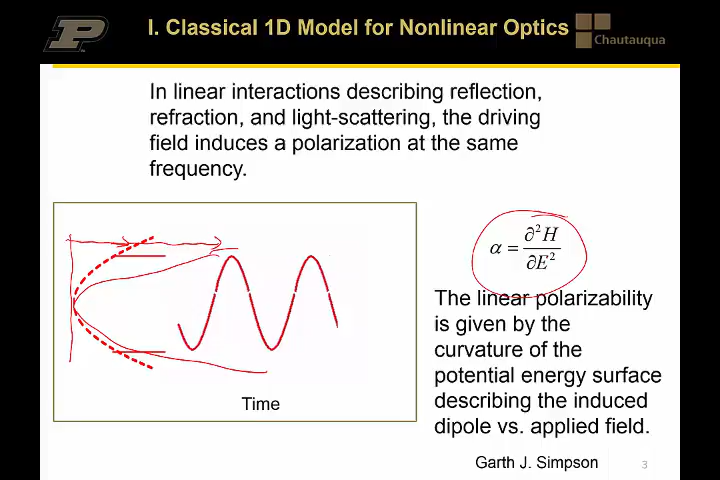 I. Classical 1D Model for Nonlinear Optics
P
Chautauqua
In linear interactions describing reflection,
refraction, and light-scattering, the driving
field induces a polarization at the same
frequency.
α = ∂²H / ∂E²
The linear polarizability
is given by the
curvature of the
potential energy surface
describing the induced
dipole vs. applied field.
Time
Garth J. Simpson
3